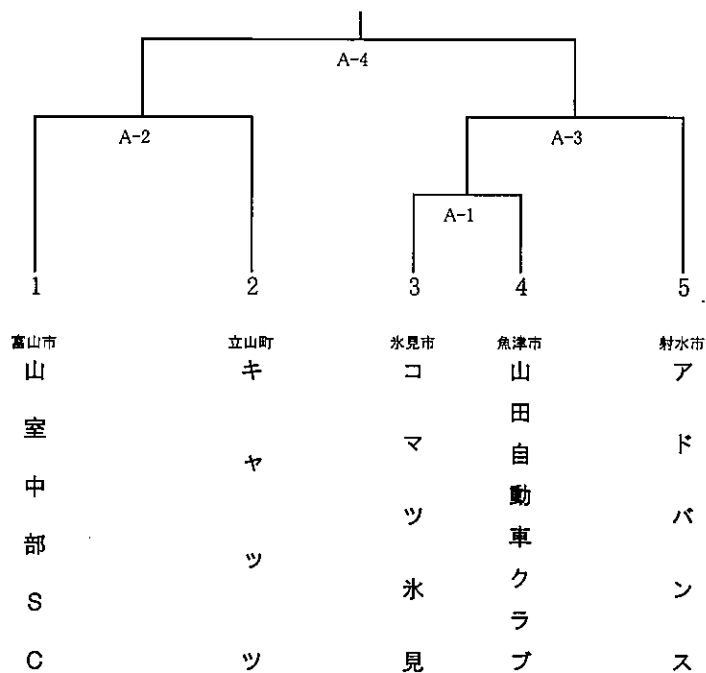 A-4
A-2
A-3
A-1
1
2
3
4
5
富山市
立山町
氷見市
魚津市
射水市
山室中部SC
キャッツ
コマツ氷見
山田自動車クラブ
アドバンス